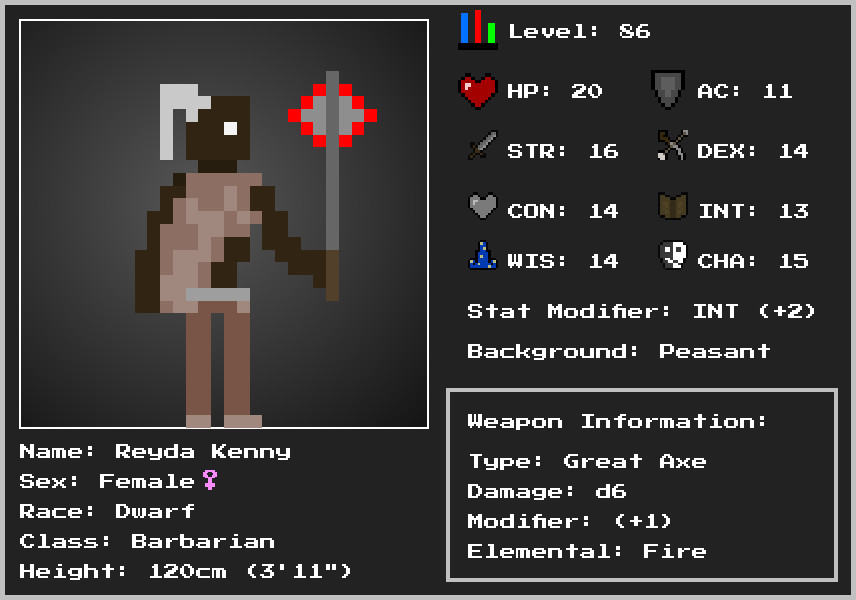 Level: 86
HP: 20
AC: 11
STR: 16
DEX: 14
CON: 14
INT: 13
WIS: 14
CHA: 15
Stat Modifier: INT (+2)
Background: Peasant
Weapon Information:
Type: Great Axe
Damage: d6
Modifier: (+1)
Elemental: Fire
Name: Reyda Kenny
Sex: Female♀
Race: Dwarf
Class: Barbarian
Height: 120cm (3'11")